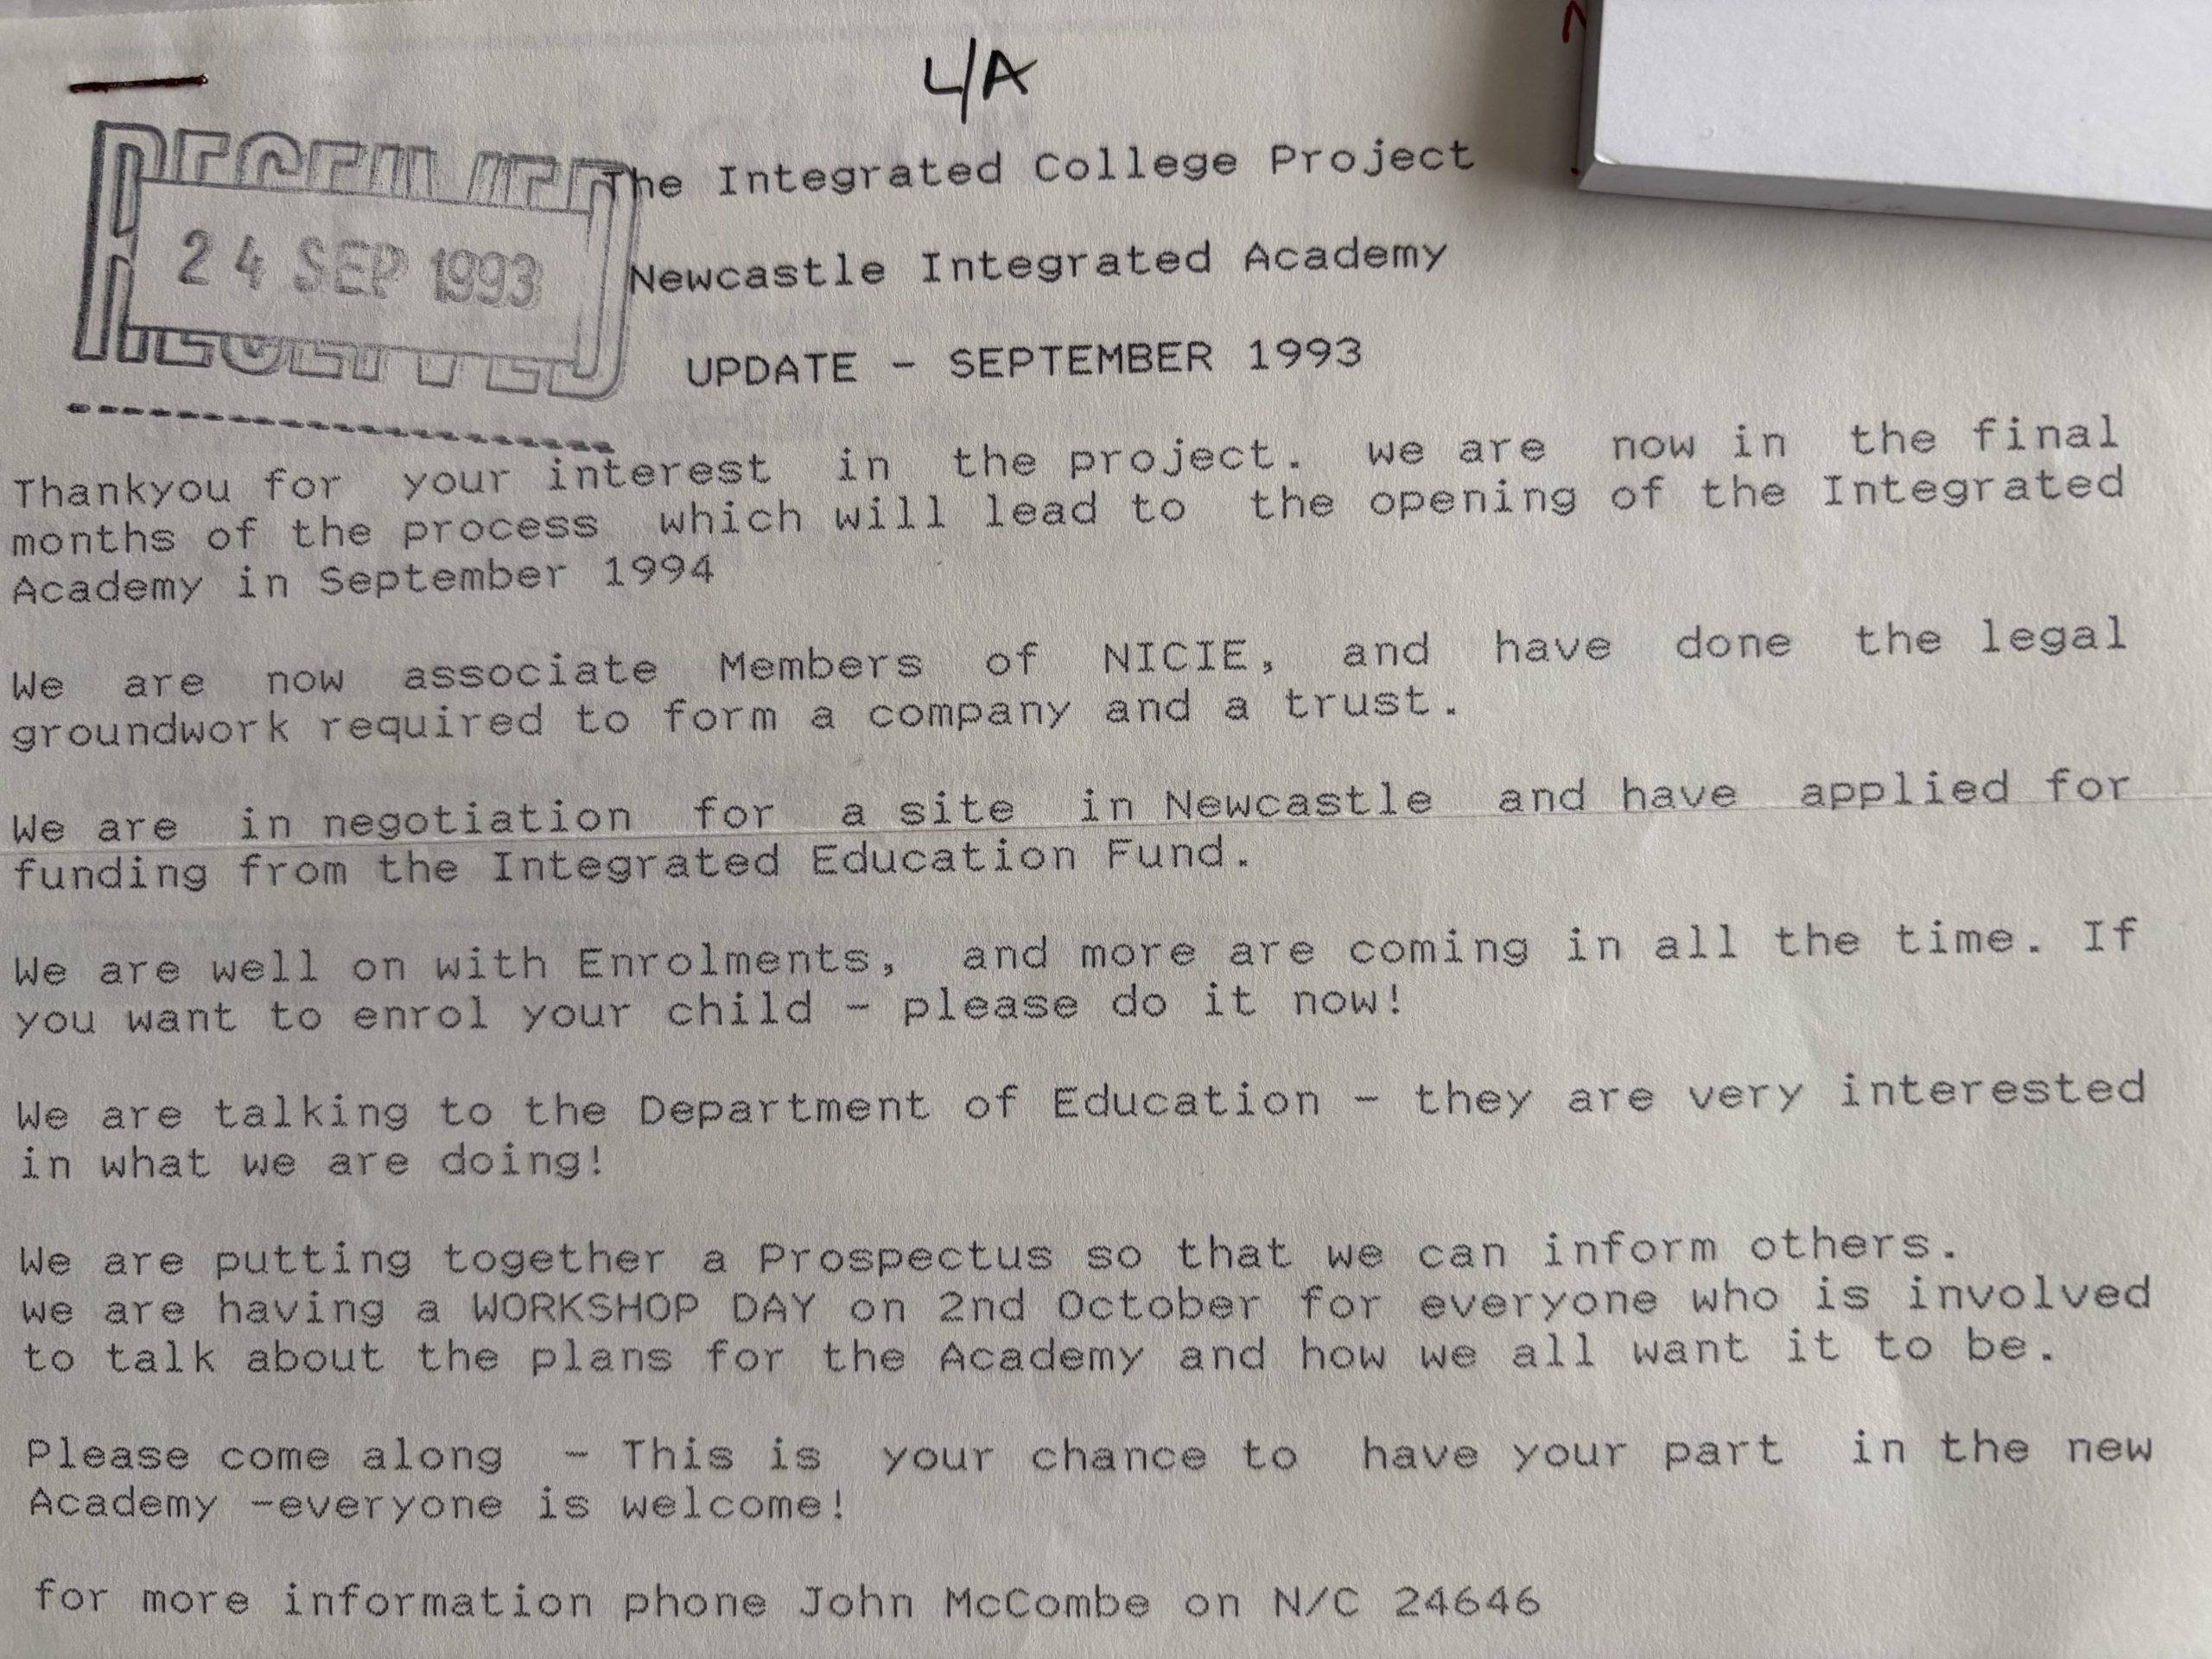 4/A
RECEIVED
24 SEP 1993
RECEIVED
The Integrated College Project
Newcastle Integrated Academy
UPDATE - SEPTEMBER 1993
Thankyou for your interest in the project. we are now in the final
months of the process which will lead to the opening of the Integrated
Academy in September 1994
We are now associate Members of NICIE, and have done the legal
groundwork required to form a company and a trust.
We are in negotiation for a site in Newcastle and have applied for
funding from the Integrated Education Fund.
We are well on with Enrolments, and more are coming in all the time. If
you want to enrol your child - please do it now!
We are talking to the Department of Education - they are very interested
in what we are doing!
We are putting together a Prospectus so that we can inform others.
we are having a WORKSHOP DAY on 2nd October for everyone who is involved
to talk about the plans for the Academy and how we all want it to be.
Please come along - This is your chance to have your part in the new
Academy -everyone is welcome!
for more information phone John McCombe on N/C 24646